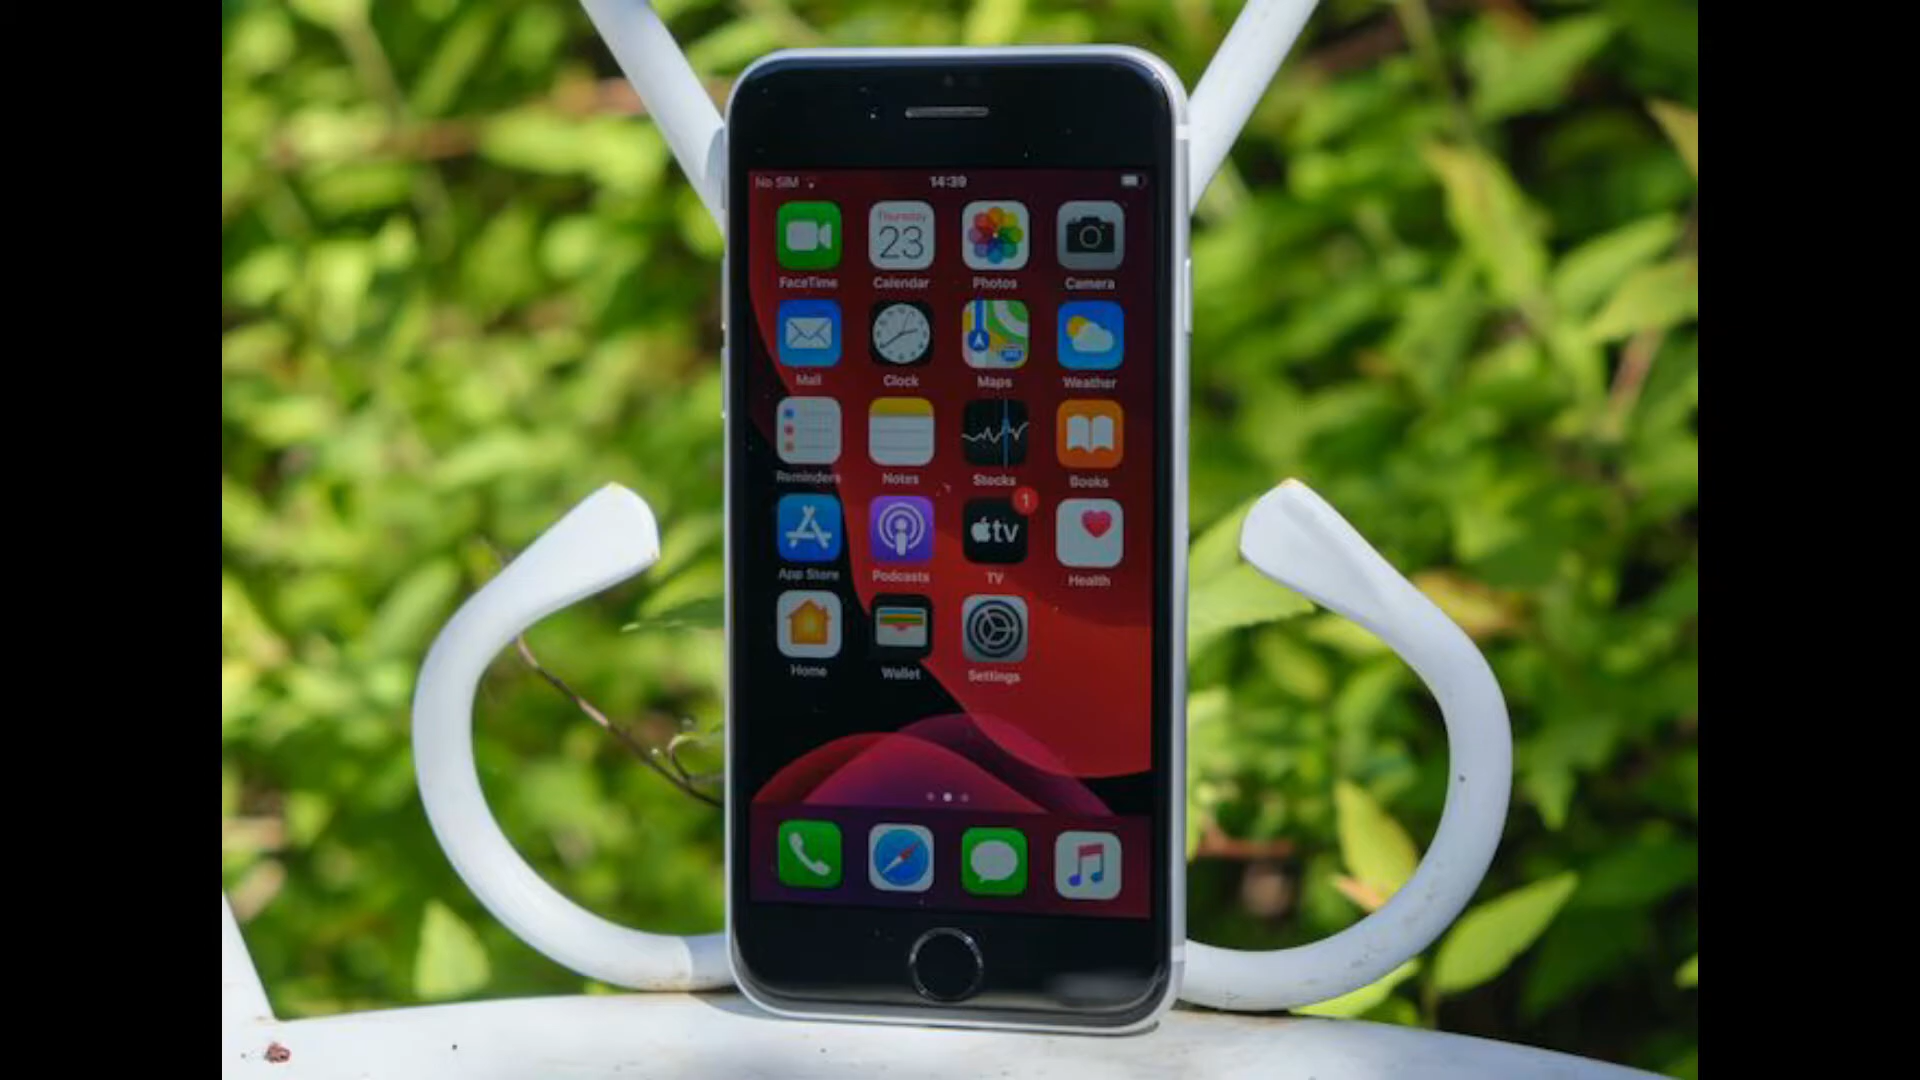 No SIM 14:39
Thursday
23
FaceTime Calendar Photos Camera
Mail Clock Maps Weather
Reminders Notes Stocks Books
1
tv
App Store Podcasts TV Health
Home Wallet Settings